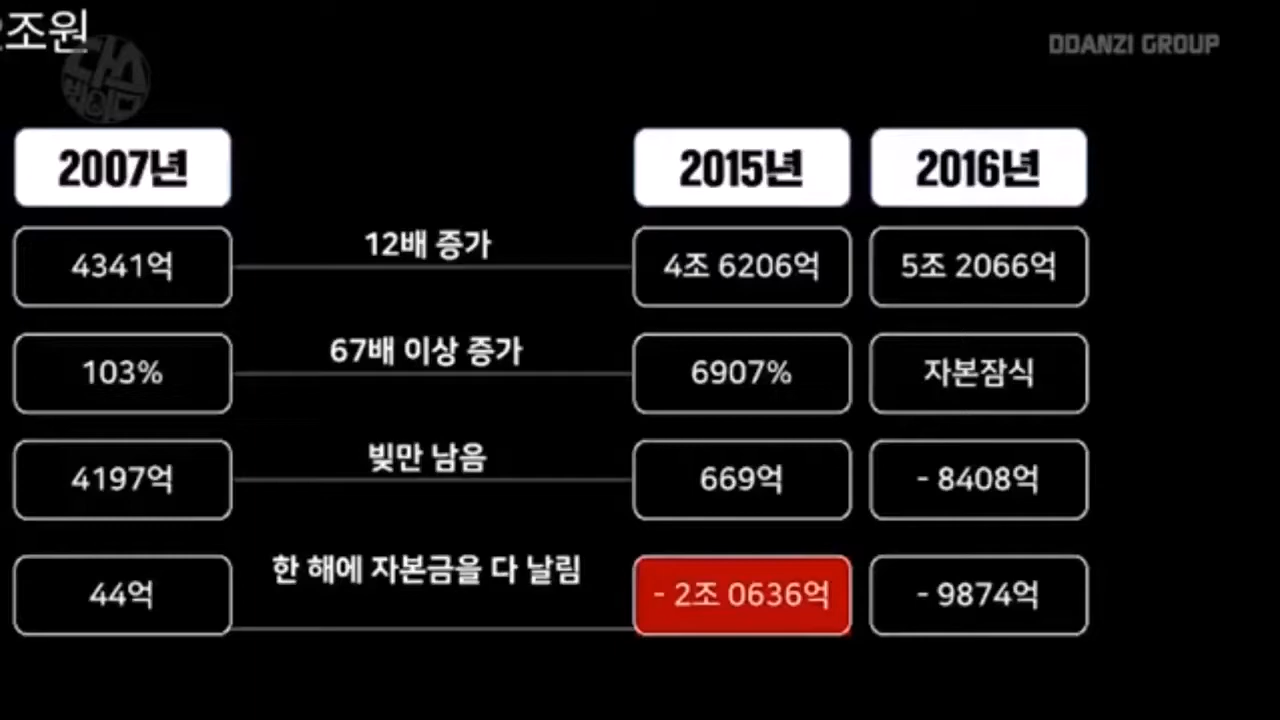 조원
DDANZI GROUP
다스
뵈이다
2007년 2015년 2016년
4341억 12배 증가 4조 6206억 5조 2066억
103% 67배 이상 증가 6907% 자본잠식
4197억 빚만 남음 669억 - 8408억
44억 한 해에 자본금을 다 날림 - 2조 0636억 - 9874억